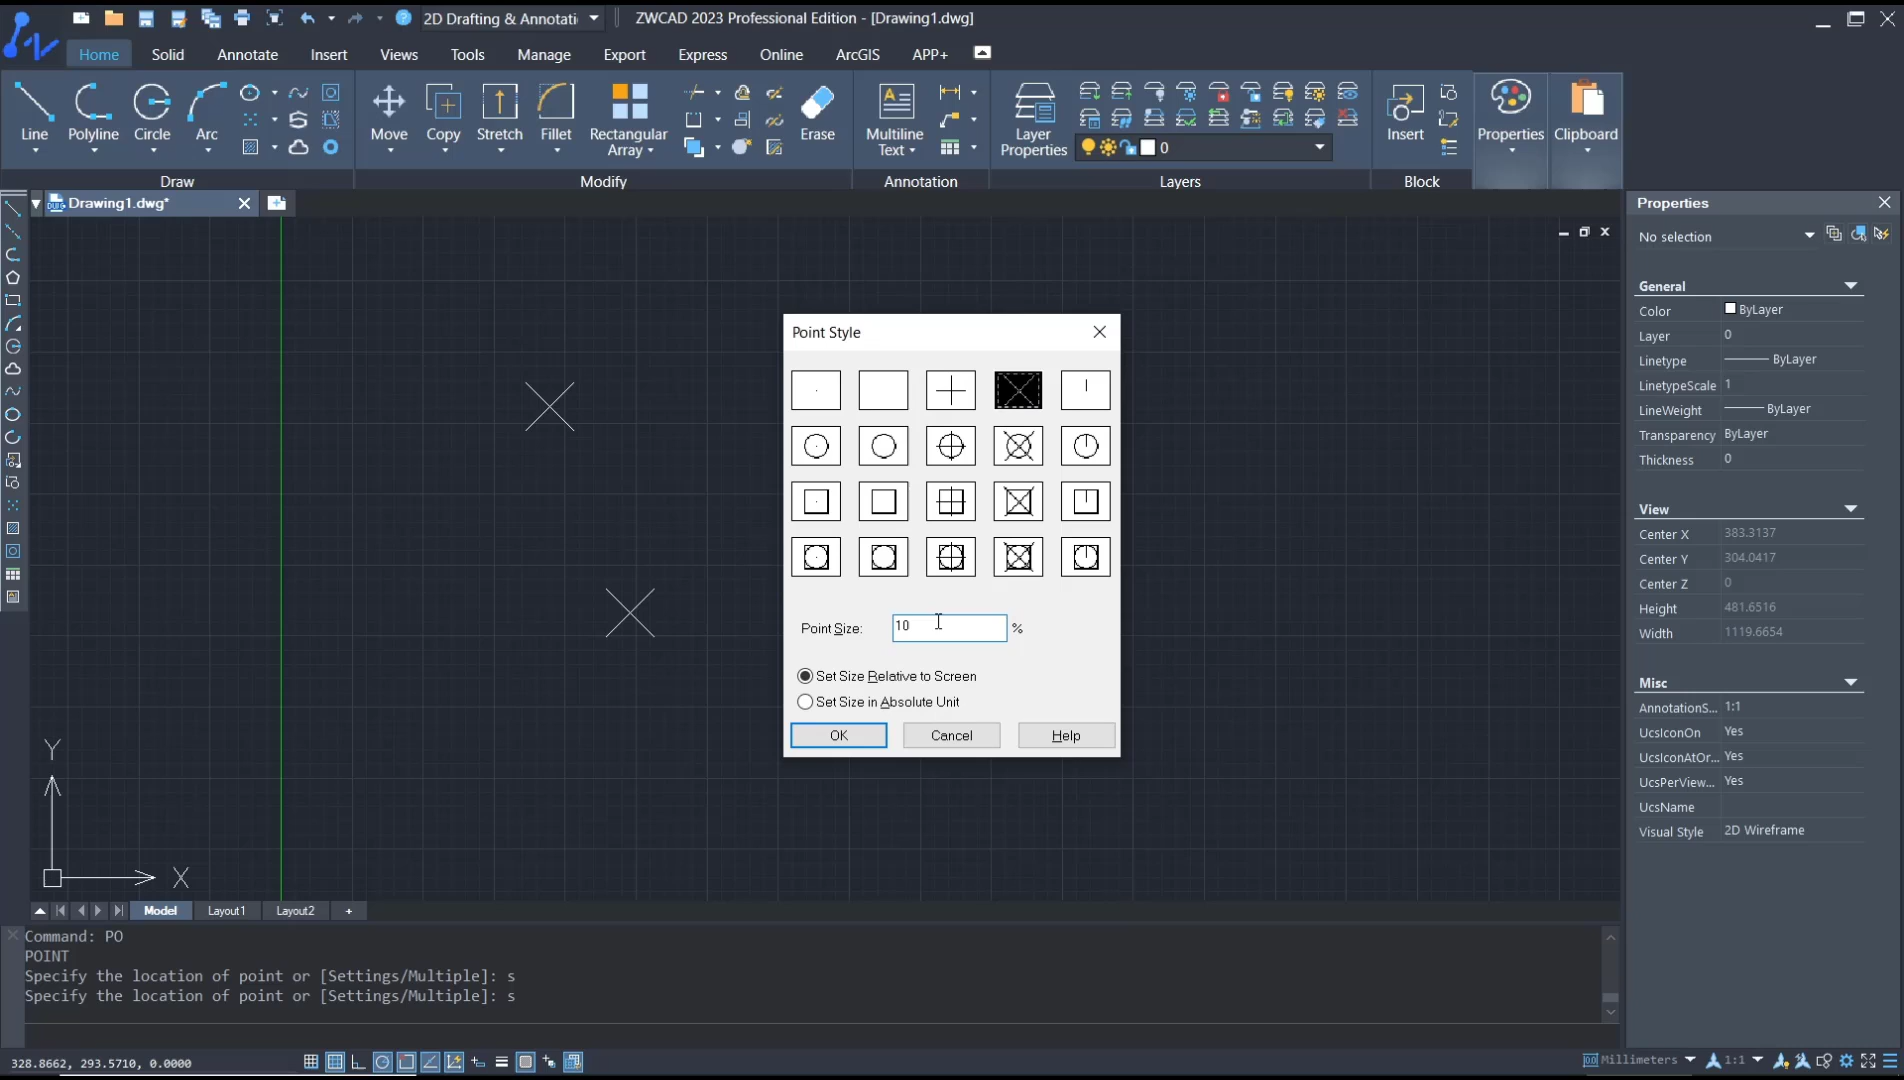 2D Drafting & Annotati
ZWCAD 2023 Professional Edition - [Drawing1.dwg]
Home Solid Annotate Insert Views Tools Manage Export Express Online ArcGIS APP+
Line Polyline Circle Arc
Move Copy Stretch Fillet Rectangular Array Erase
Multiline Text
Layer Properties
0
Insert
Properties Clipboard
Draw Modify Annotation Layers Block
Drawing1.dwg*
Properties
No selection
General
Color ByLayer
Layer 0
Linetype ByLayer
LinetypeScale 1
LineWeight ByLayer
Transparency ByLayer
Thickness 0
View
Center X 383.3137
Center Y 304.0417
Center Z 0
Height 481.6516
Width 1119.6654
Misc
AnnotationS... 1:1
UcsIconOn Yes
UcsIconAtOr... Yes
UcsPerView... Yes
UcsName
Visual Style 2D Wireframe
Point Style
Point Size: 10 %
Set Size Relative to Screen
Set Size in Absolute Unit
OK Cancel Help
Y
X
Model Layout1 Layout2 +
Command: PO
POINT
Specify the location of point or [Settings/Multiple]: s
Specify the location of point or [Settings/Multiple]: s
328.8662, 293.5710, 0.0000
Millimeters 1:1